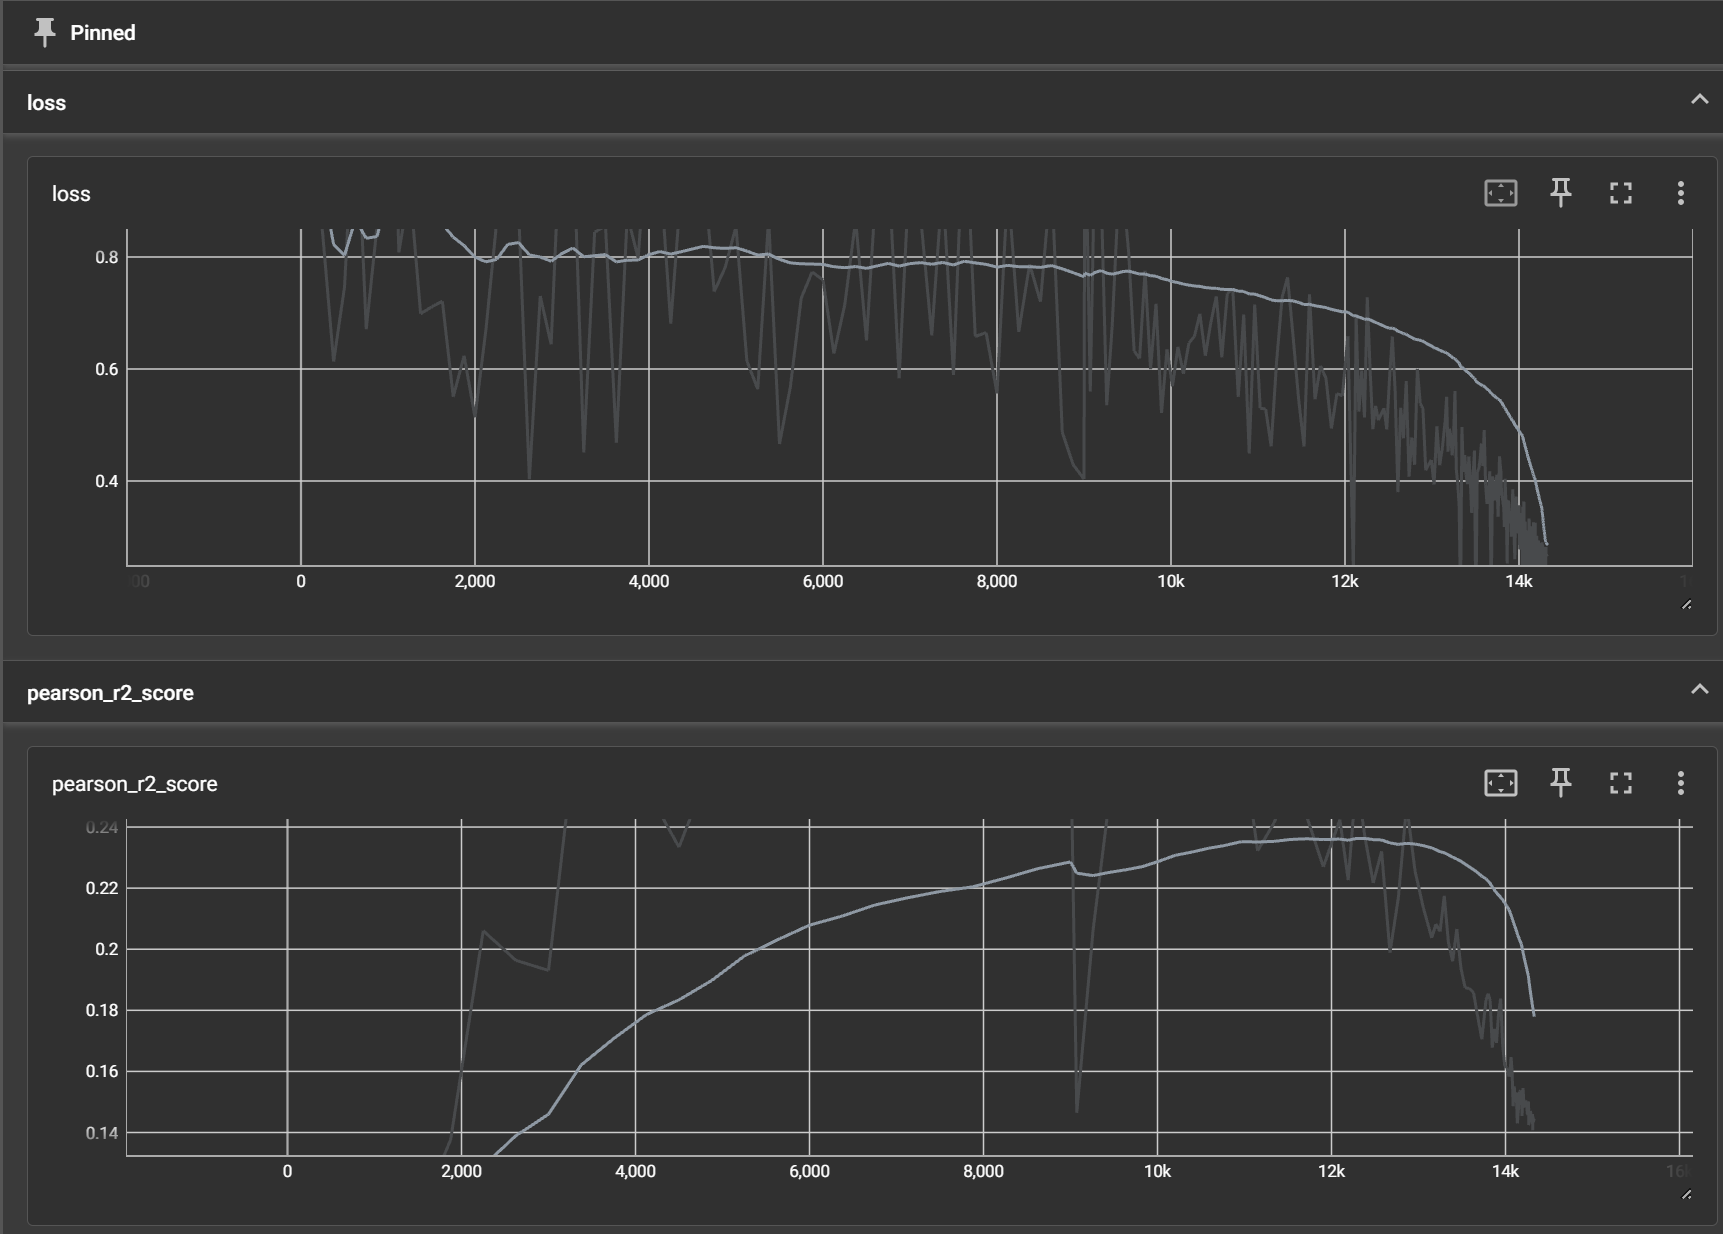 Pinned
loss
loss
0.8
0.6
0.4
00 0 2,000 4,000 6,000 8,000 10k 12k 14k
pearson_r2_score
pearson_r2_score
0.24
0.22
0.2
0.18
0.16
0.14
0 2,000 4,000 6,000 8,000 10k 12k 14k 16k